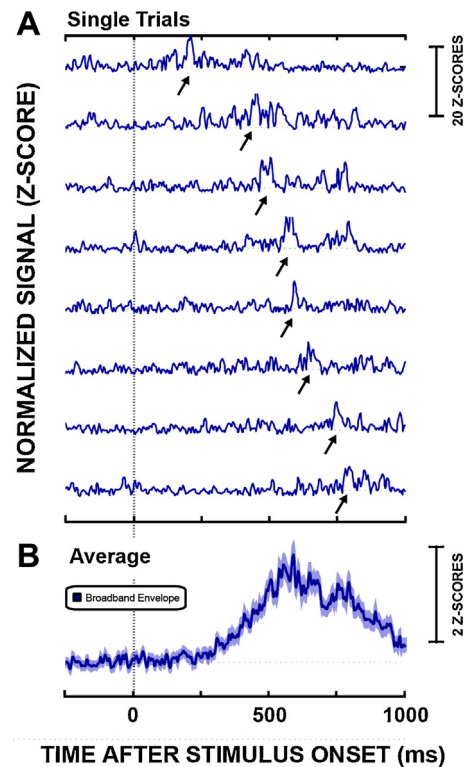 A
Single Trials
20 Z-SCORES
NORMALIZED SIGNAL (Z-SCORE)
B
Average
Broadband Envelope
2 Z-SCORES
0
500
1000
TIME AFTER STIMULUS ONSET (ms)